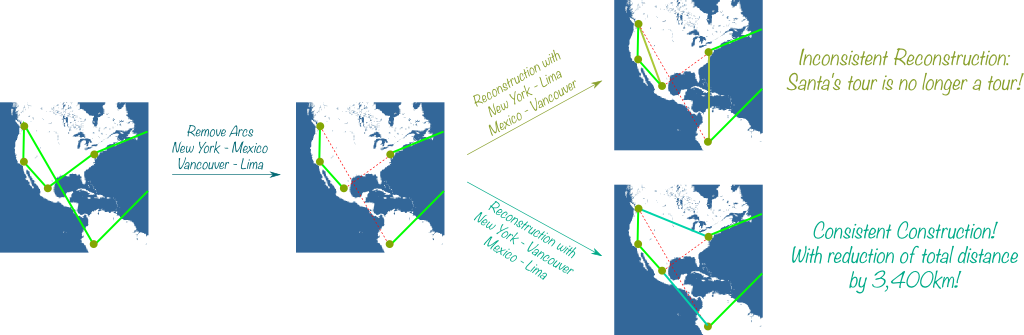 Remove Arcs
New York - Mexico
Vancouver - Lima
Reconstruction with
New York - Lima
Mexico - Vancouver
Inconsistent Reconstruction:
Santa's tour is no longer a tour!
Reconstruction with
New York - Vancouver
Mexico - Lima
Consistent Construction!
With reduction of total distance
by 3,400km!